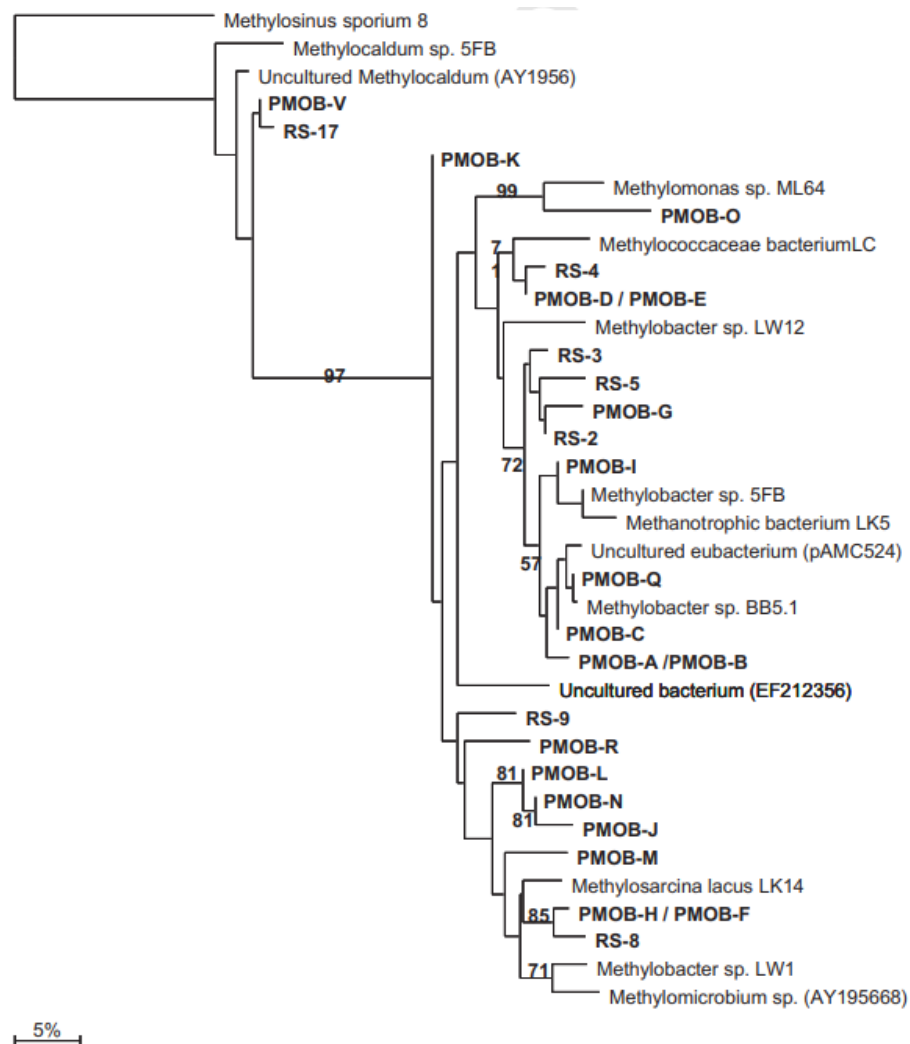 Methylosinus sporium 8
Methylocaldum sp. 5FB
Uncultured Methylocaldum (AY1956)
PMOB-V
RS-17
PMOB-K
99
Methylomonas sp. ML64
PMOB-O
7
1
Methylococcaceae bacteriumLC
RS-4
PMOB-D / PMOB-E
Methylobacter sp. LW12
RS-3
97
RS-5
PMOB-G
RS-2
72
PMOB-I
Methylobacter sp. 5FB
Methanotrophic bacterium LK5
Uncultured eubacterium (pAMC524)
57
PMOB-Q
Methylobacter sp. BB5.1
PMOB-C
PMOB-A /PMOB-B
Uncultured bacterium (EF212356)
RS-9
PMOB-R
81
PMOB-L
PMOB-N
81
PMOB-J
PMOB-M
Methylosarcina lacus LK14
85
PMOB-H / PMOB-F
RS-8
71
Methylobacter sp. LW1
Methylomicrobium sp. (AY195668)
5%